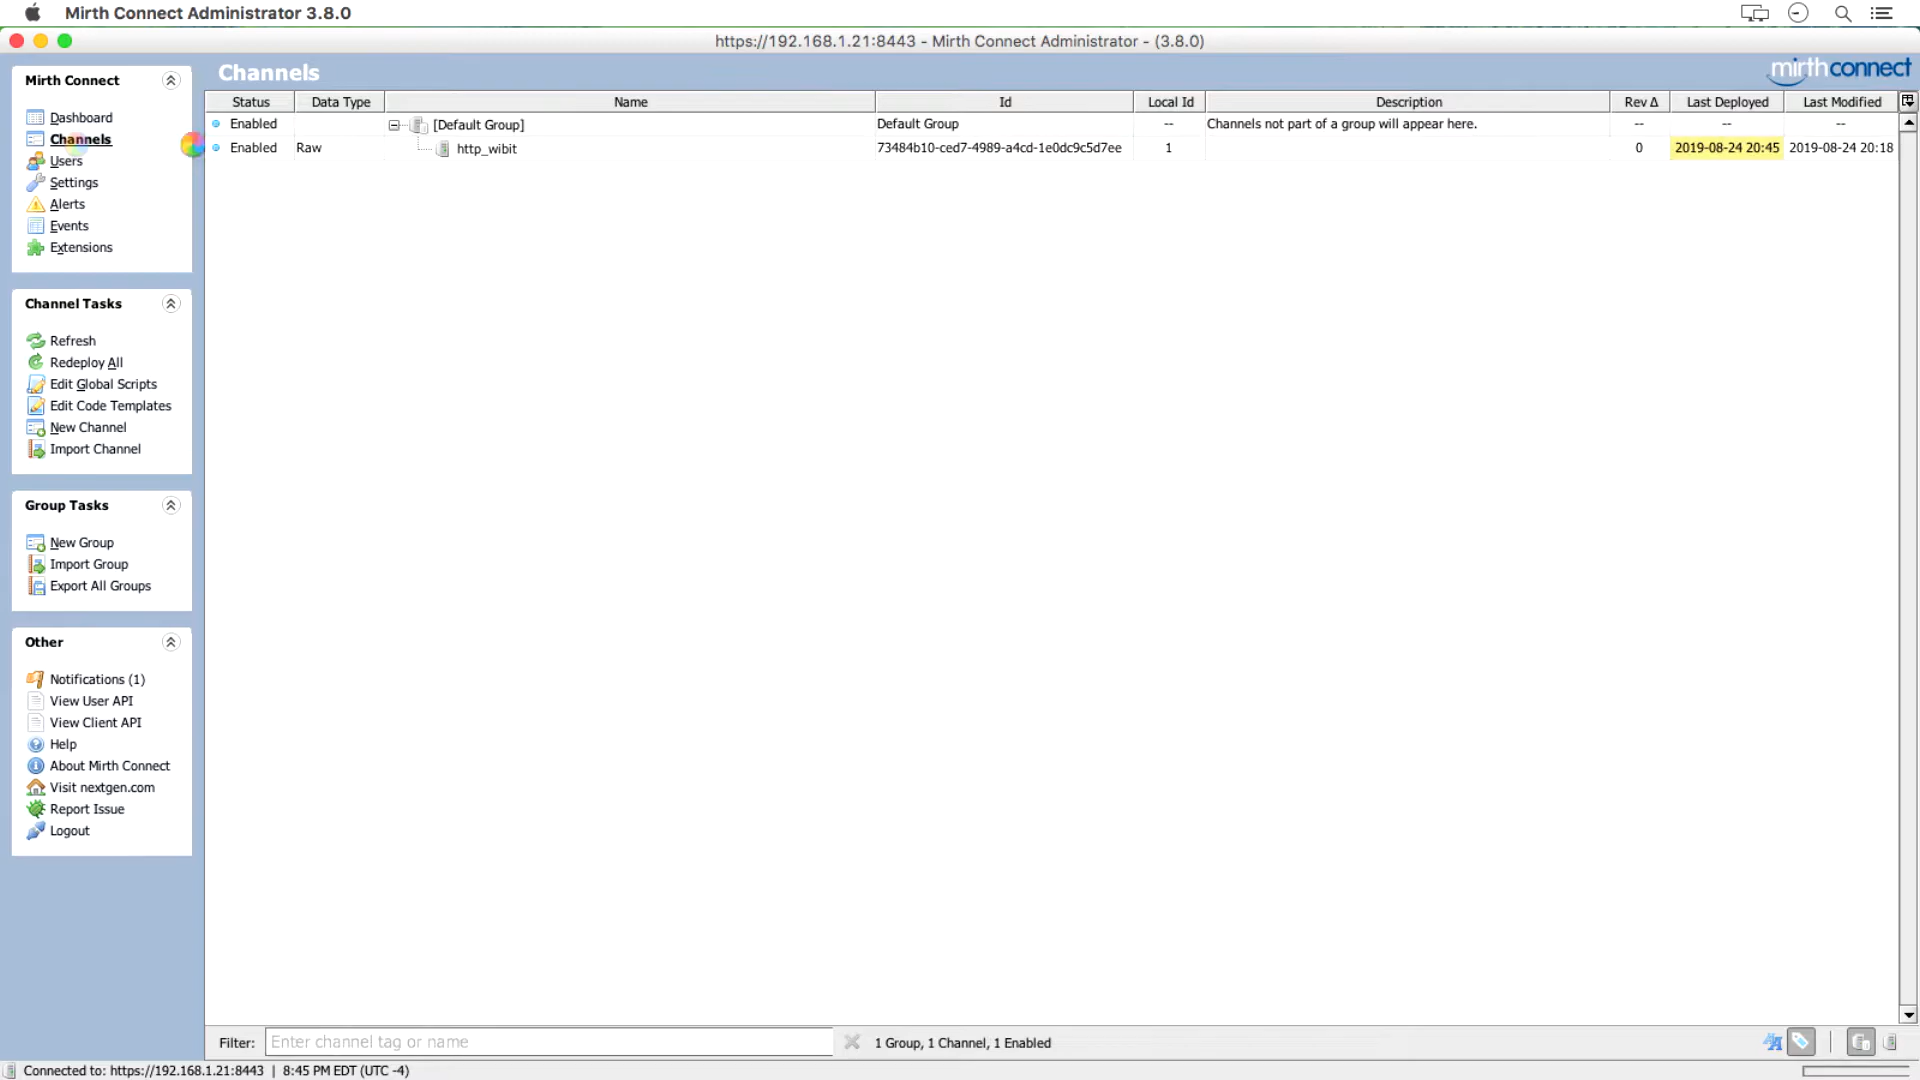 Mirth Connect Administrator 3.8.0
https://192.168.1.21:8443 - Mirth Connect Administrator - (3.8.0)
Mirth Connect
Dashboard
Channels
Users
Settings
Alerts
Events
Extensions
Channel Tasks
Refresh
Redeploy All
Edit Global Scripts
Edit Code Templates
New Channel
Import Channel
Group Tasks
New Group
Import Group
Export All Groups
Other
Notifications (1)
View User API
View Client API
Help
About Mirth Connect
Visit nextgen.com
Report Issue
Logout
Channels
mirth connect
Status Data Type Name Id Local Id Description Rev Δ Last Deployed Last Modified
Enabled [Default Group] Default Group -- Channels not part of a group will appear here. -- -- --
Enabled Raw http_wibit 73484b10-ced7-4989-a4cd-1e0dc9c5d7ee 1 0 2019-08-24 20:45 2019-08-24 20:18
Filter: Enter channel tag or name 1 Group, 1 Channel, 1 Enabled
Connected to: https://192.168.1.21:8443 | 8:45 PM EDT (UTC -4)